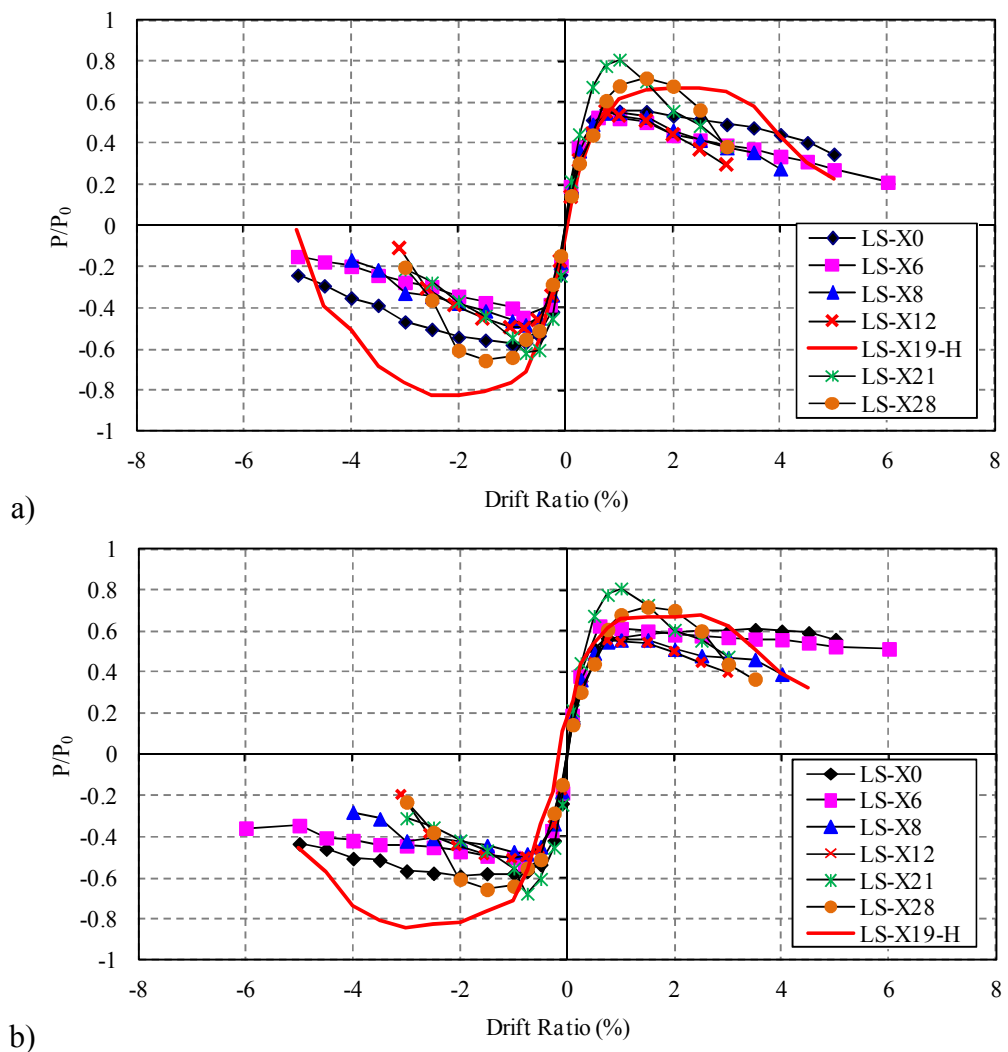 1
0.8
0.6
0.4
0.2
0
-0.2
-0.4
-0.6
-0.8
-1
P/P0
LS-X0
LS-X6
LS-X8
LS-X12
LS-X19-H
LS-X21
LS-X28
-8 -6 -4 -2 0 2 4 6 8
Drift Ratio (%)
a)
1
0.8
0.6
0.4
0.2
0
-0.2
-0.4
-0.6
-0.8
-1
P/P0
LS-X0
LS-X6
LS-X8
LS-X12
LS-X21
LS-X28
LS-X19-H
-8 -6 -4 -2 0 2 4 6 8
Drift Ratio (%)
b)